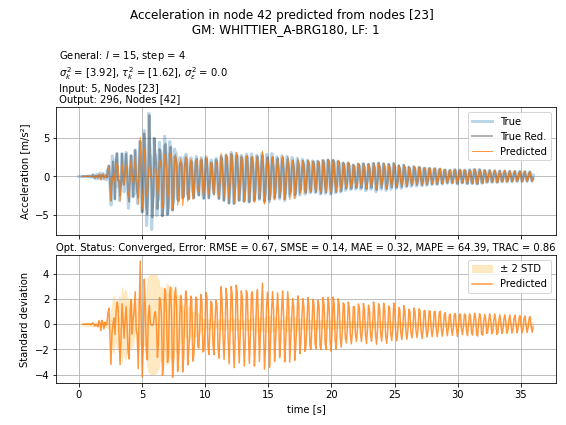 Acceleration in node 42 predicted from nodes [23]
GM: WHITTIER_A-BRG180, LF: 1
General: l = 15, step = 4
σ²ₖ = [3.92], τ²ₖ = [1.62], σ²ε = 0.0
Input: 5, Nodes [23]
Output: 296, Nodes [42]
Acceleration [m/s²]
5
0
−5
True
True Red.
Predicted
Opt. Status: Converged, Error: RMSE = 0.67, SMSE = 0.14, MAE = 0.32, MAPE = 64.39, TRAC = 0.86
Standard deviation
4
2
0
−2
−4
± 2 STD
Predicted
0 5 10 15 20 25 30 35
time [s]